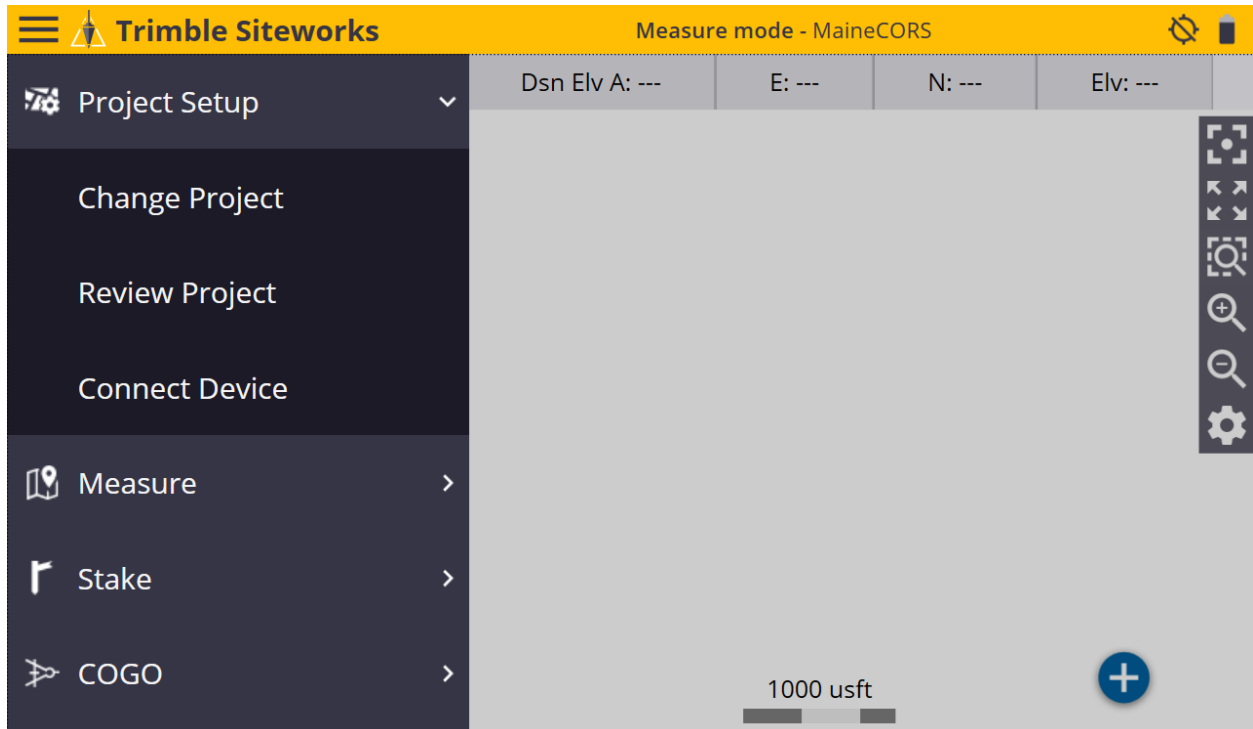 Trimble Siteworks
Measure mode - MaineCORS
Dsn Elv A: ---
E: ---
N: ---
Elv: ---
Project Setup
Change Project
Review Project
Connect Device
Measure
Stake
COGO
1000 usft